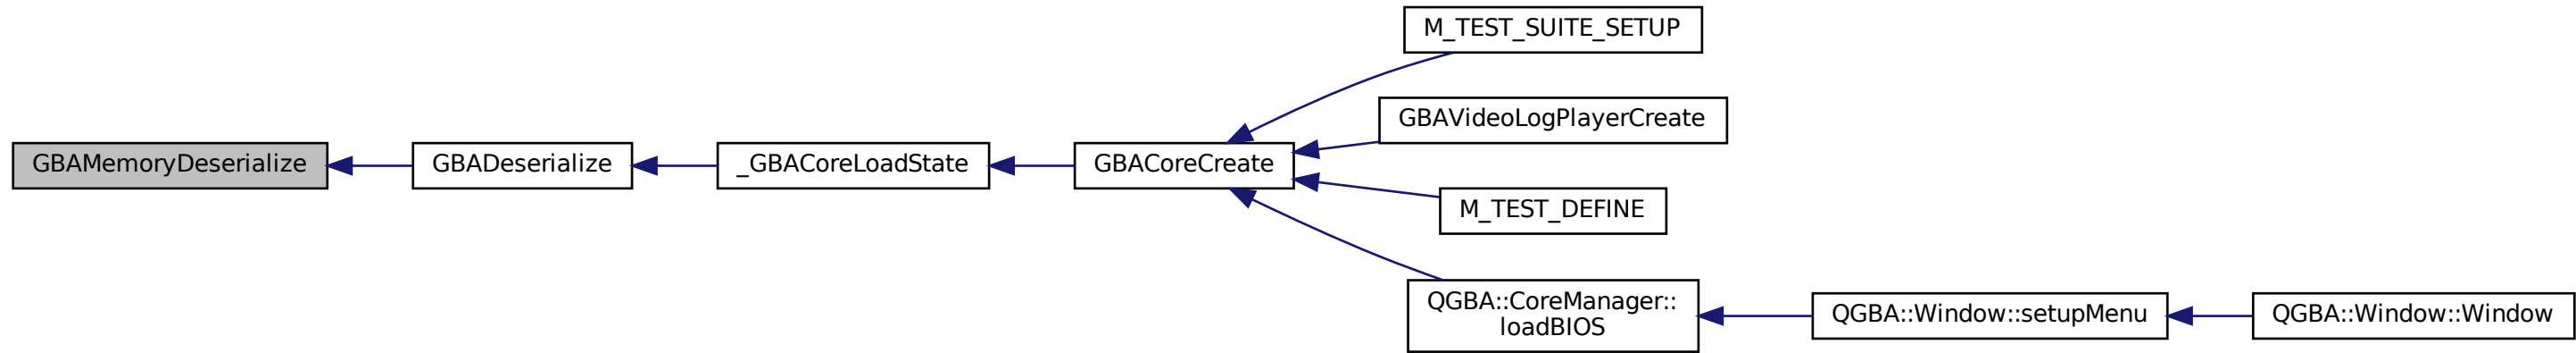 M_TEST_SUITE_SETUP
GBAVideoLogPlayerCreate
GBAMemoryDeserialize
GBADeserialize
_GBACoreLoadState
GBACoreCreate
M_TEST_DEFINE
QGBA::CoreManager::
loadBIOS
QGBA::Window::setupMenu
QGBA::Window::Window